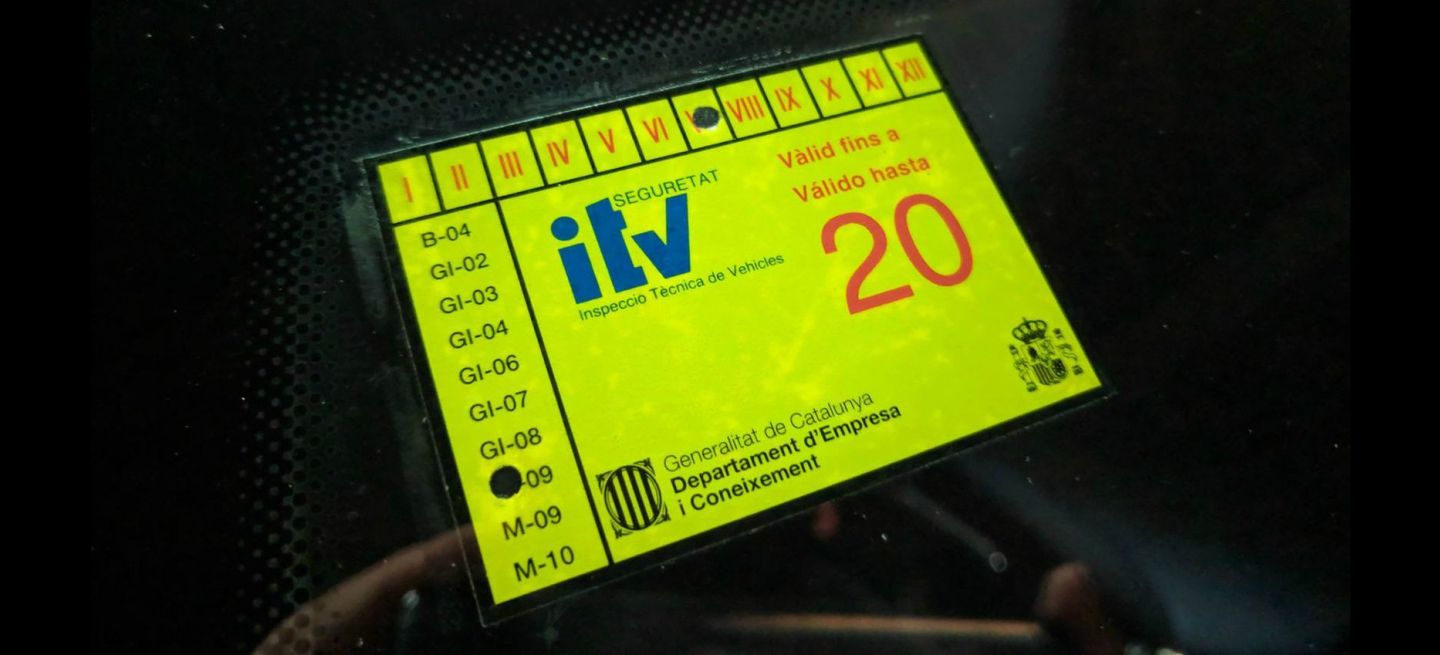 I II III IV V VI VIII IX X XI XII
B-04
GI-02
GI-03
GI-04
GI-06
GI-07
GI-08
-09
M-09
M-10
SEGURETAT
itv
Inspecció Tècnica de Vehicles
Vàlid fins a
Válido hasta
20
Generalitat de Catalunya
Departament d'Empresa
i Coneixement